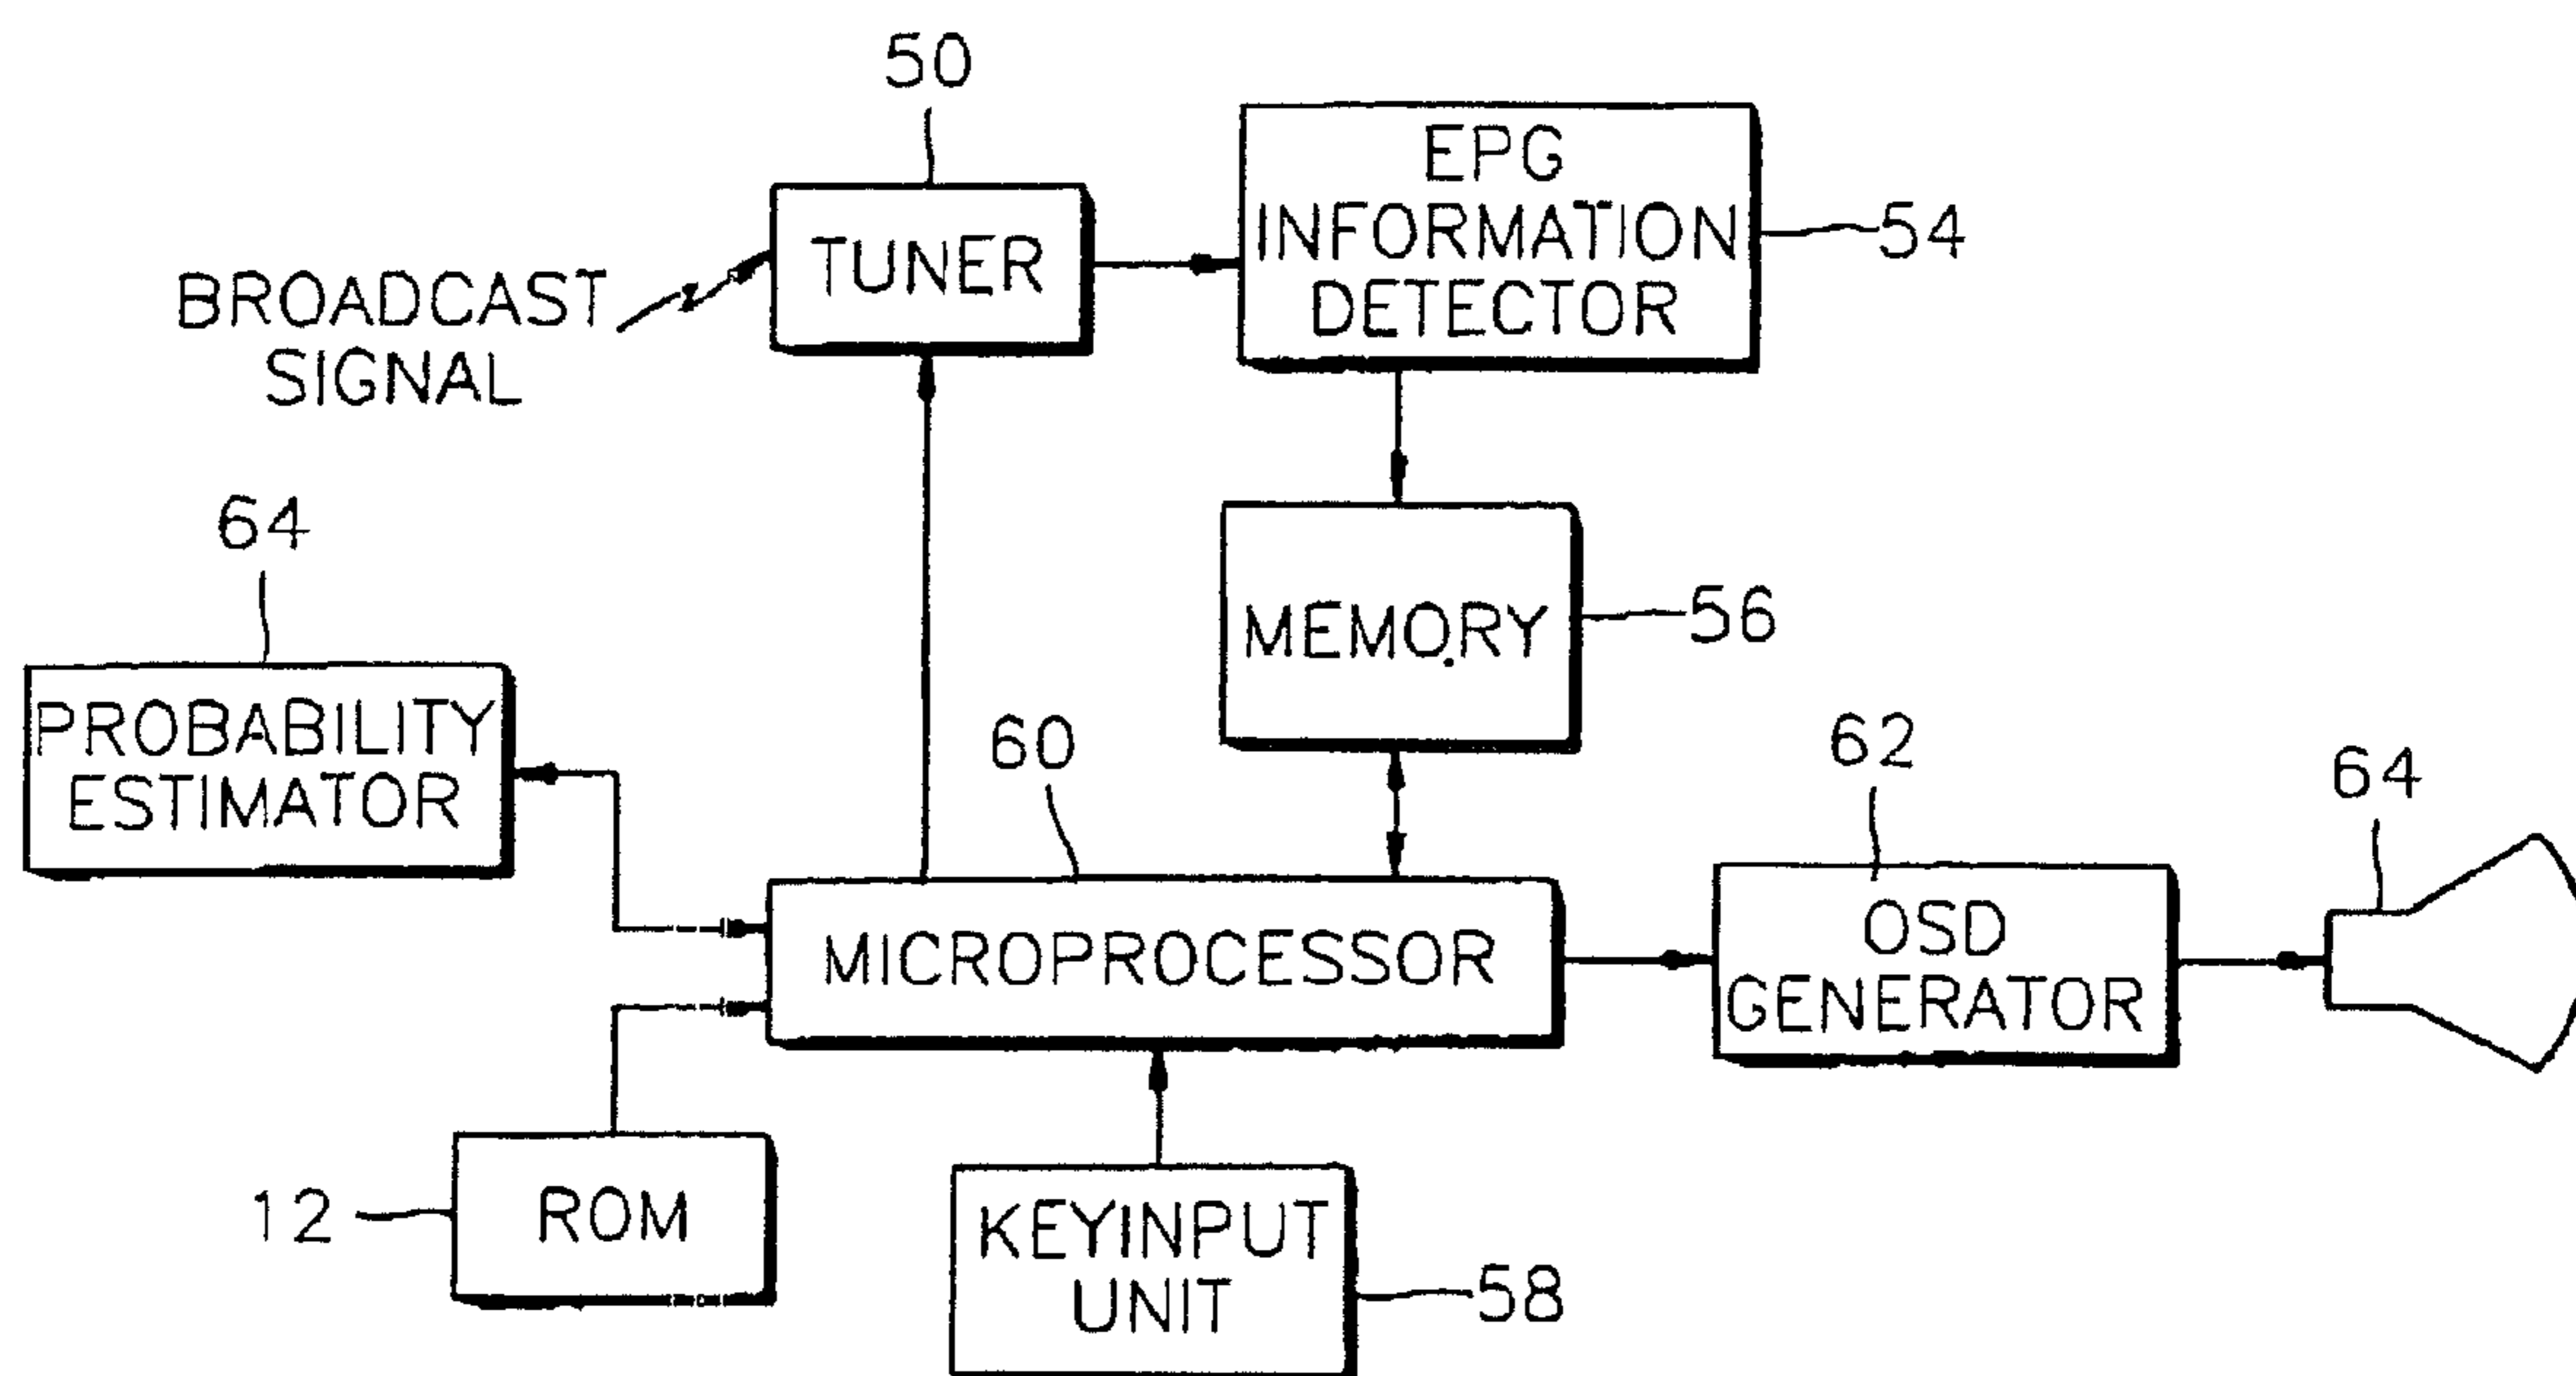 50
EPG
INFORMATION
DETECTOR
54
TUNER
BROADCAST
SIGNAL
64
MEMORY
56
PROBABILITY
ESTIMATOR
60
62
64
MICROPROCESSOR
OSD
GENERATOR
12
ROM
KEYINPUT
UNIT
58